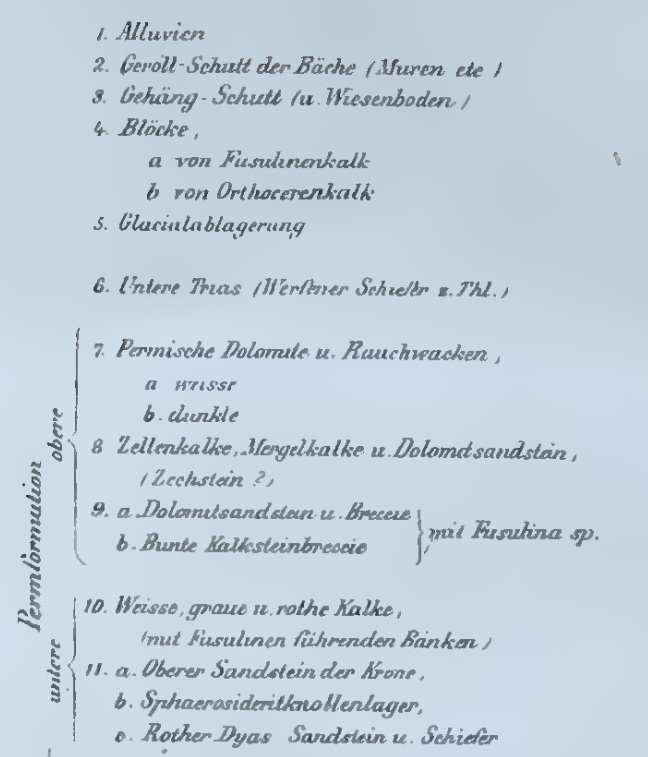 1. Alluvien
2. Geröll-Schutt der Bäche (Muren etc.)
3. Gehäng-Schutt (u. Wiesenboden)
4. Blöcke,
a von Fusulinenkalk
b von Orthocerenkalk
5. Glacialablagerung
6. Untere Trias (Werfener Schiefer z. Thl.)
Permformation
obere
7. Permische Dolomite u. Rauchwacken,
a weisse
b. dunkle
8 Zellenkalke, Mergelkalke u. Dolomitsandstein,
(Zechstein ?)
9. a Dolomitsandstein u. Breccie
b. Bunte Kalksteinbreccie
mit Fusulina sp.
untere
10. Weisse, graue u. rothe Kalke,
(mit Fusulinen führenden Bänken)
11. a. Oberer Sandstein der Krone,
b. Sphaerosideritknollenlager,
c. Rother Dyas Sandstein u. Schiefer